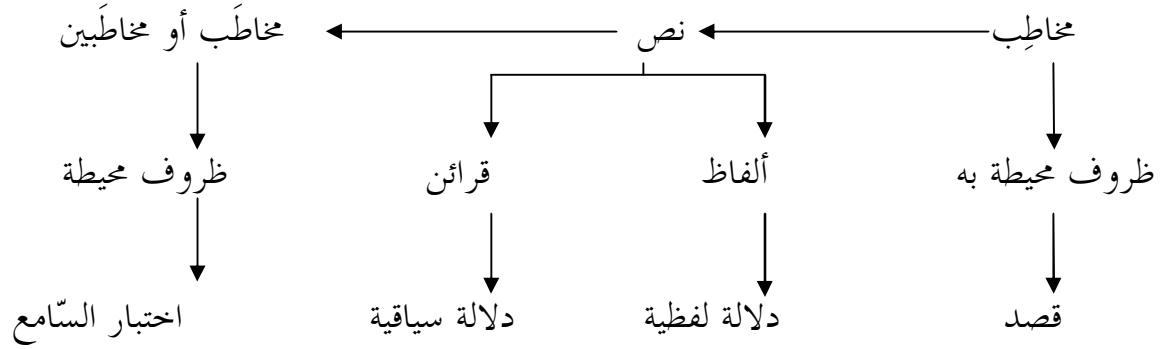 مخاطِب نص مخاطَب أو مخاطَبين
ظروف محيطة به ألفاظ قرائن ظروف محيطة
قصد دلالة لفظية دلالة سياقية اختبار السّامع